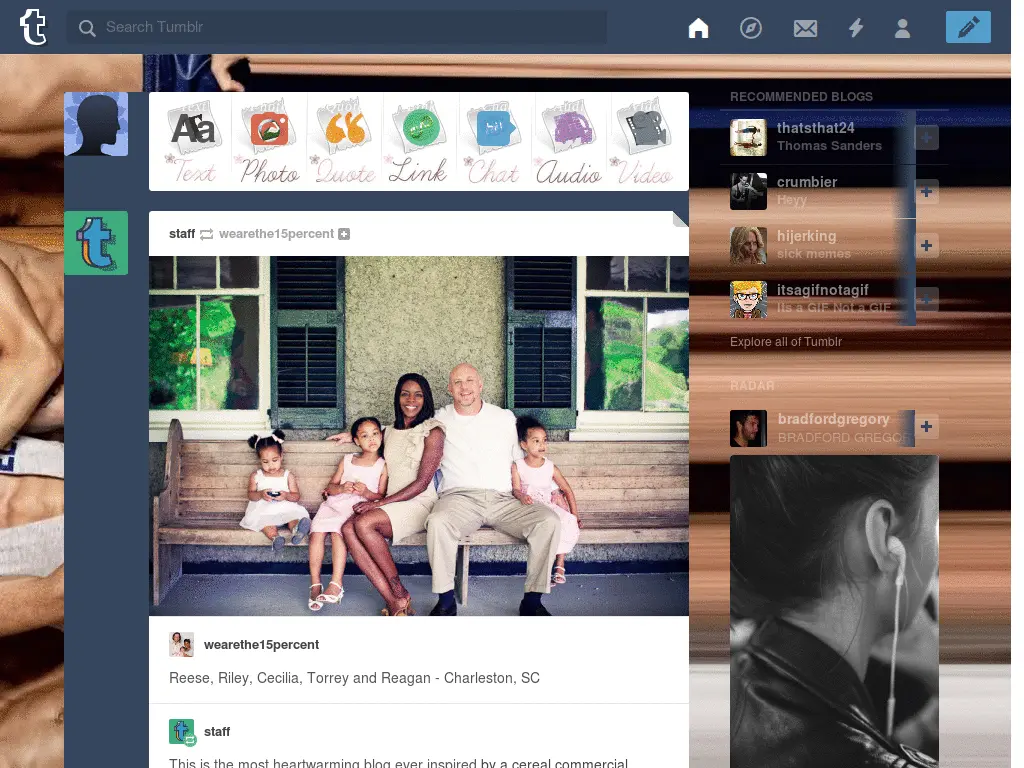 Search Tumblr
Aa
Text
Photo
Quote
Link
Chat
Audio
Video
staff wearethe15percent
wearethe15percent
Reese, Riley, Cecilia, Torrey and Reagan - Charleston, SC
staff
This is the most heartwarming blog ever inspired by a cereal commercial
RECOMMENDED BLOGS
thatsthat24
Thomas Sanders
crumbier
Heyy
hijerking
sick memes
itsagifnotagif
Its a GIF Not a GIF
Explore all of Tumblr
RADAR
bradfordgregory
BRADFORD GREGO